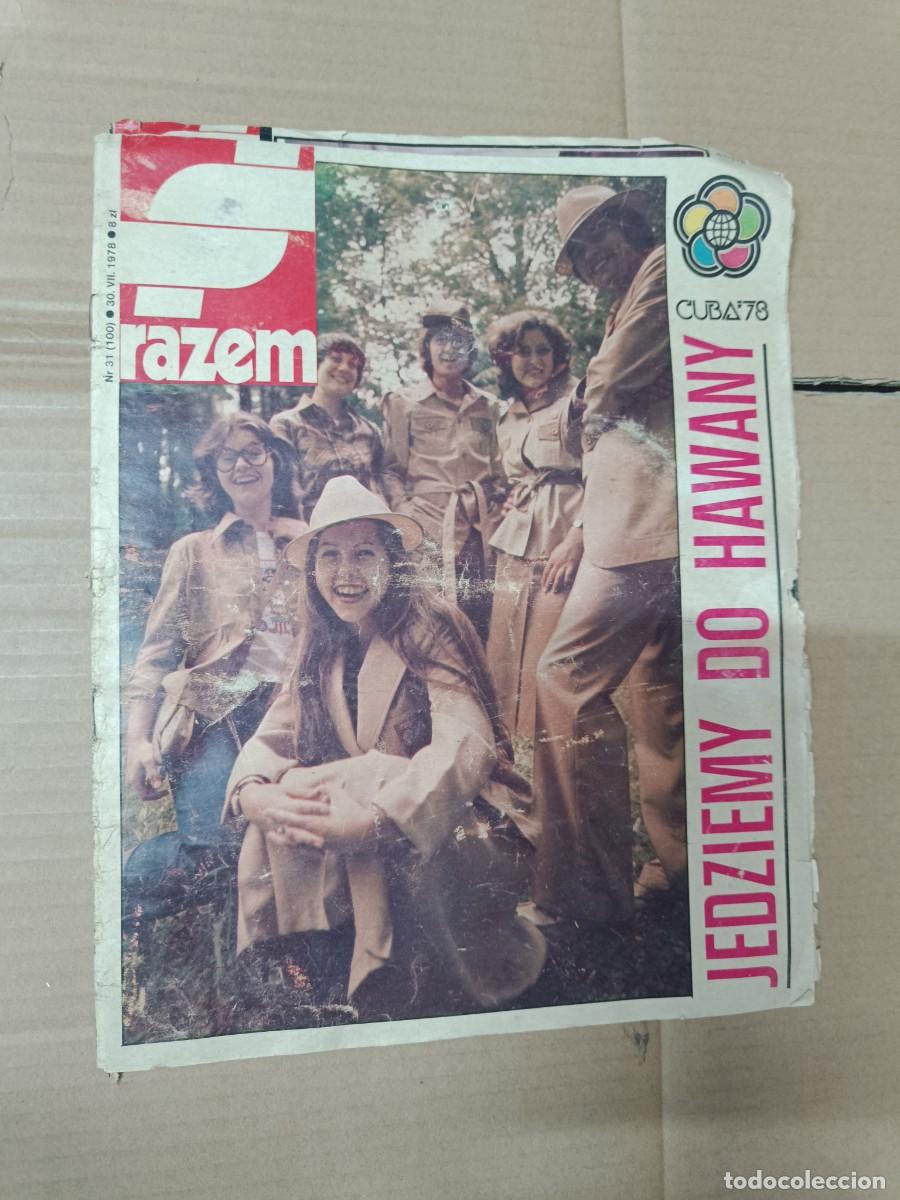 Nr 31 (100) ● 30. VII. 1978 ● 8 zł
razem
CUBA'78
JEDZIEMY DO HAWANY
todocoleccion